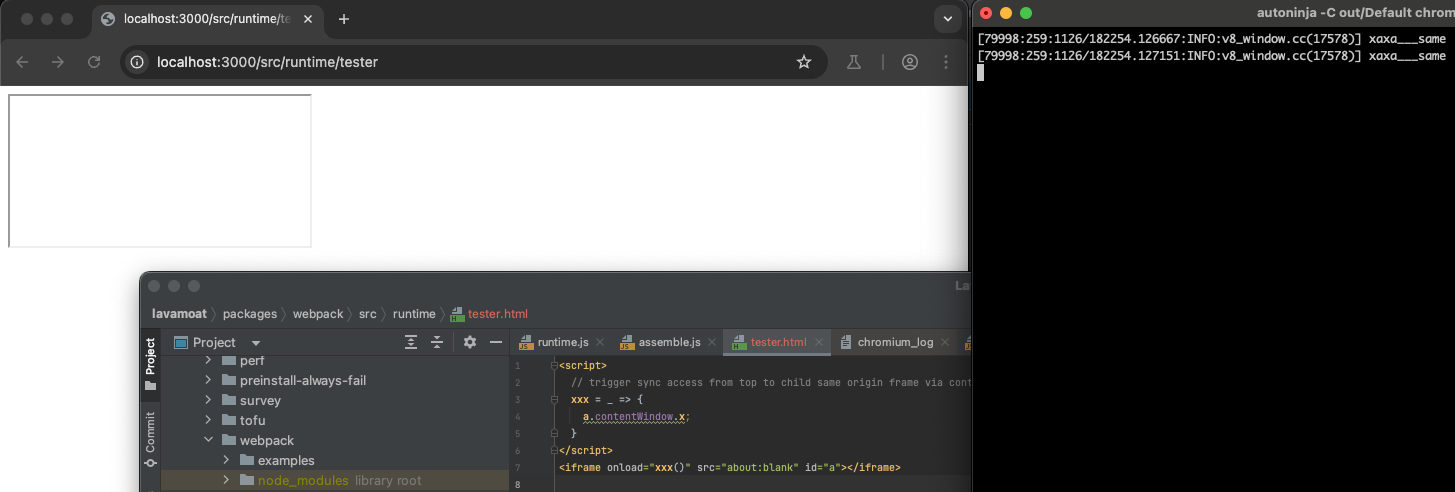 localhost:3000/src/runtime/te
localhost:3000/src/runtime/tester
autoninja -C out/Default chrom
[79998:259:1126/182254.126667:INFO:v8_window.cc(17578)] xaxa___same
[79998:259:1126/182254.127151:INFO:v8_window.cc(17578)] xaxa___same
La
lavamoat
packages
webpack
src
runtime
tester.html
Project
Commit
Project
perf
preinstall-always-fail
survey
tofu
webpack
examples
node_modules library root
runtime.js
assemble.js
tester.html
chromium_log
1 <script>
2 // trigger sync access from top to child same origin frame via cont
3 xxx = _ => {
4 a.contentWindow.x;
5 }
6 </script>
7 <iframe onload="xxx()" src="about:blank" id="a"></iframe>
8